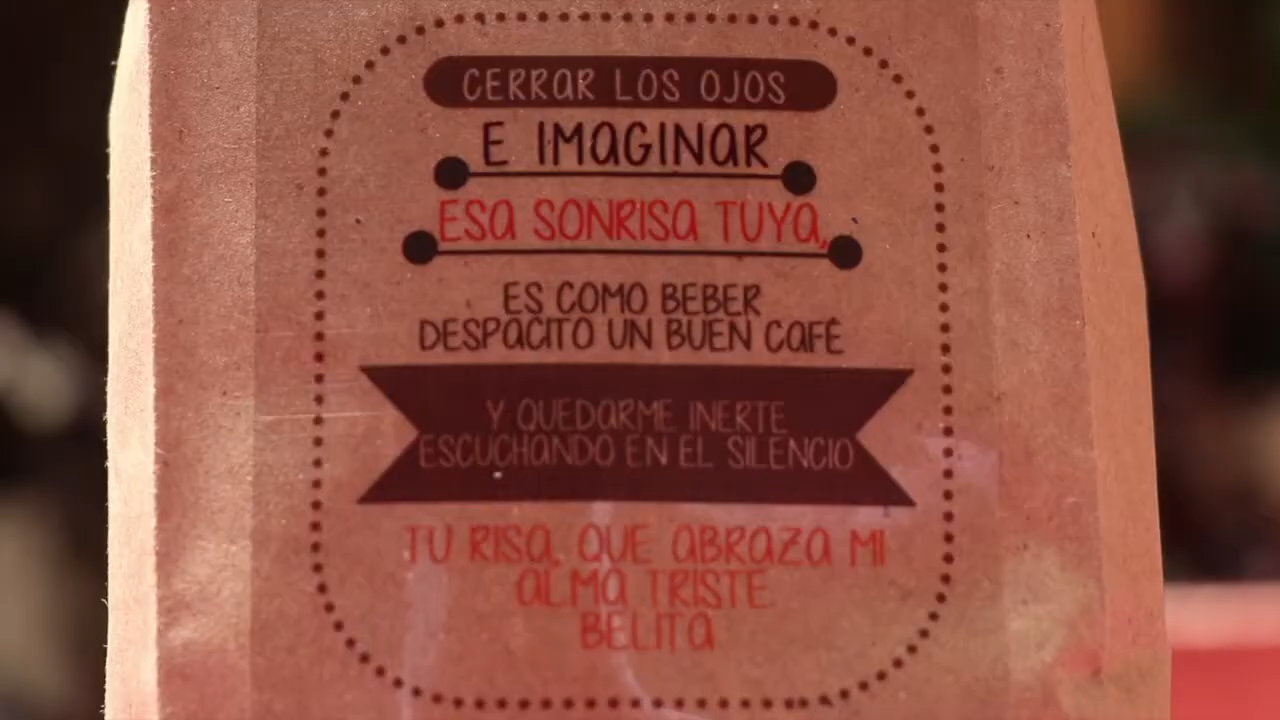 CERRAR LOS OJOS
E IMAGINAR
ESA SONRISA TUYA,
ES COMO BEBER
DESPACITO UN BUEN CAFÉ
Y QUEDARME INERTE
ESCUCHANDO EN EL SILENCIO
TU RISA, QUE ABRAZA MI
ALMA TRISTE
BELITA